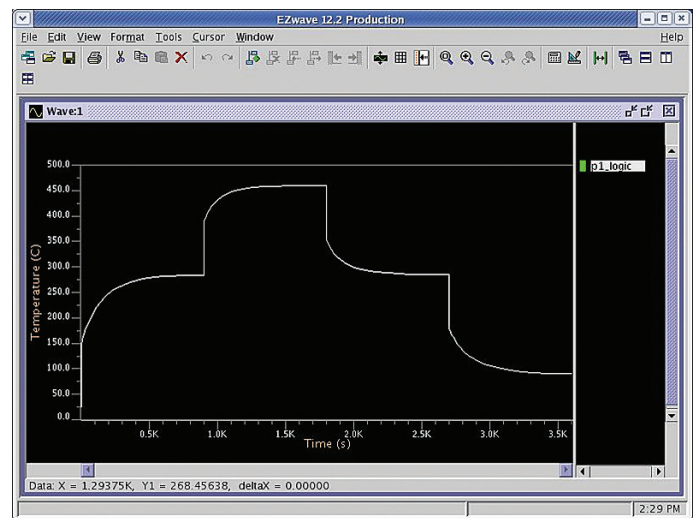 EZwave 12.2 Production
File Edit View Format Tools Cursor Window Help
Wave:1
p1_logic
500.0
450.0
400.0
350.0
300.0
250.0
200.0
150.0
100.0
50.0
0.0
Temperature (C)
0.5K 1.0K 1.5K 2.0K 2.5K 3.0K 3.5K
Time (s)
Data: X = 1.29375K, Y1 = 268.45638, deltaX = 0.00000
2:29 PM